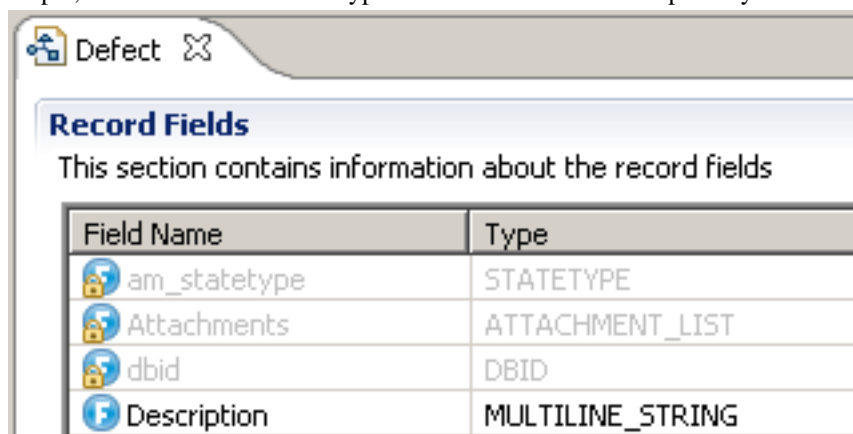 Defect
Record Fields
This section contains information about the record fields
Field Name Type
am_statetype STATETYPE
Attachments ATTACHMENT_LIST
dbid DBID
Description MULTILINE_STRING